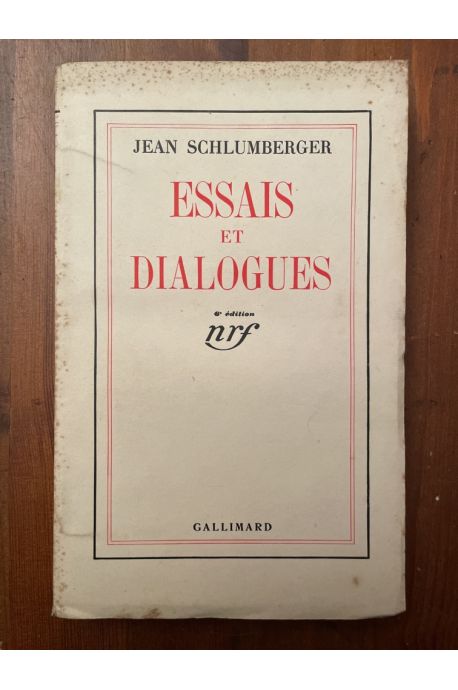 JEAN SCHLUMBERGER
ESSAIS
ET
DIALOGUES
6e édition
nrf
GALLIMARD